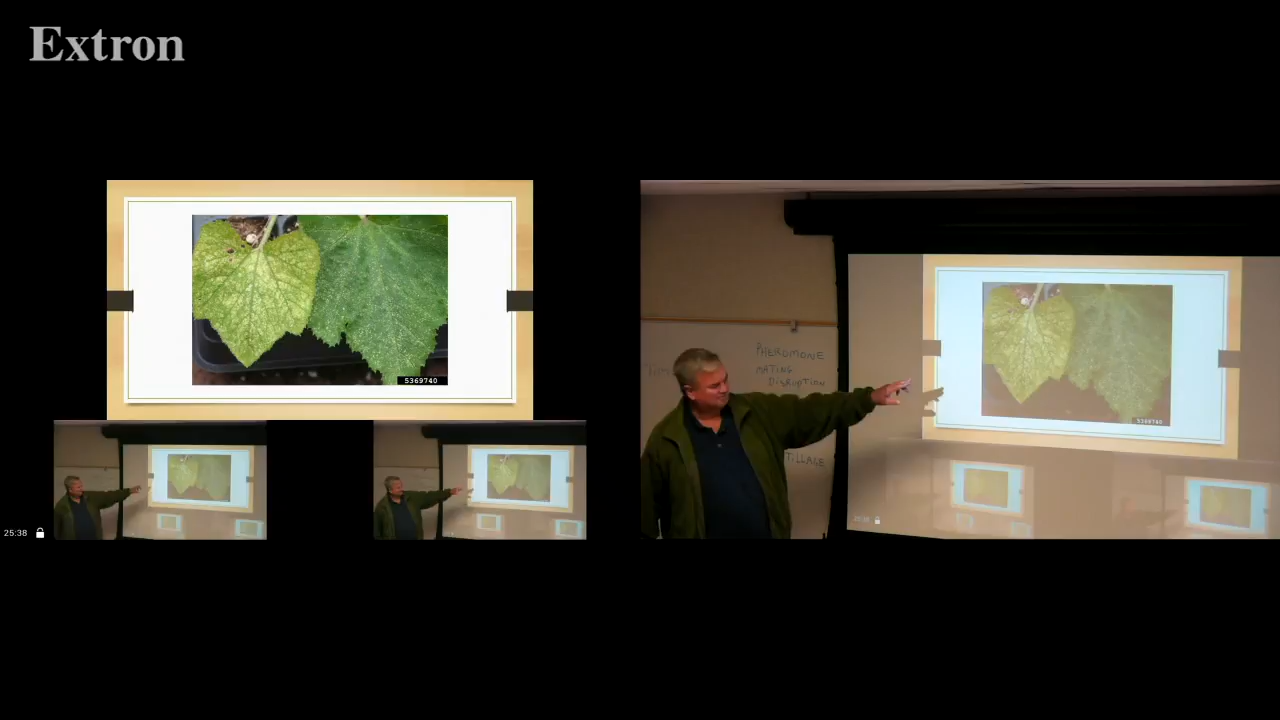 Extron
5369740
PHEROMONE
MATING
DISRUPTION
TILLAGE
5369740
25:38